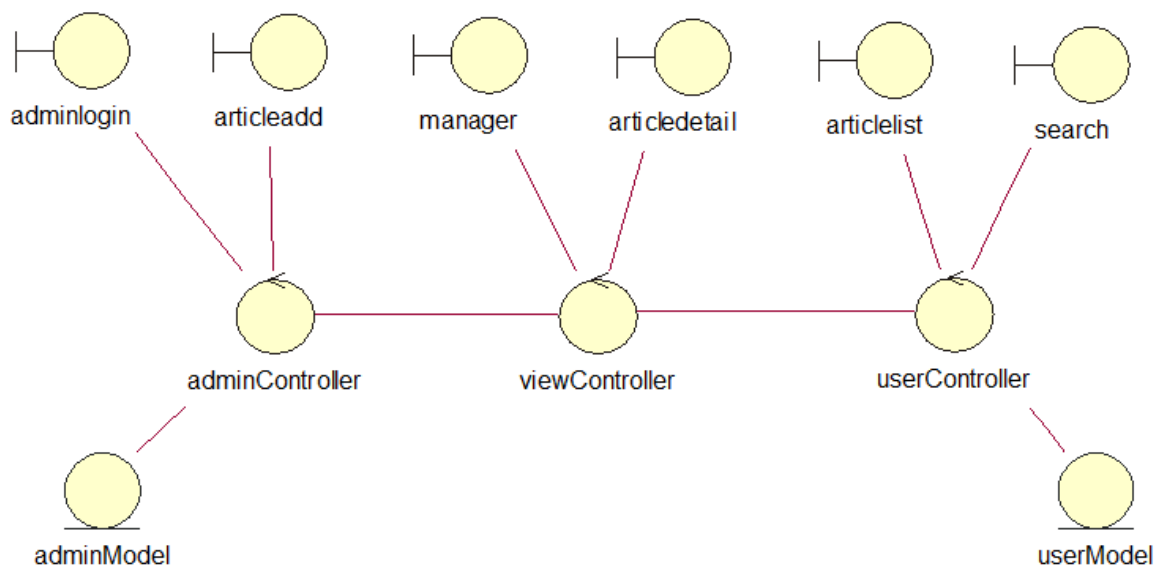 adminlogin
articleadd
manager
articledetail
articlelist
search
adminController
viewController
userController
adminModel
userModel